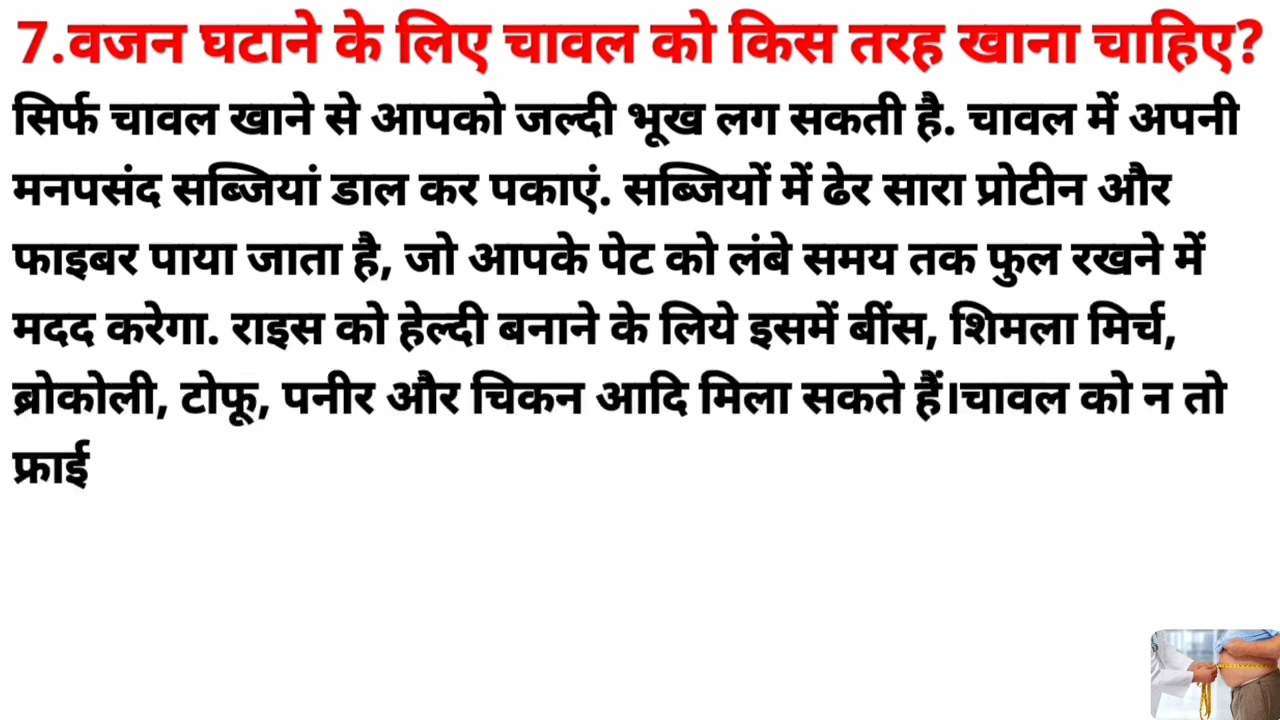 7.वजन घटाने के लिए चावल को किस तरह खाना चाहिए?
सिर्फ चावल खाने से आपको जल्दी भूख लग सकती है. चावल में अपनी
मनपसंद सब्जियां डाल कर पकाएं. सब्जियों में ढेर सारा प्रोटीन और
फाइबर पाया जाता है, जो आपके पेट को लंबे समय तक फुल रखने में
मदद करेगा. राइस को हेल्दी बनाने के लिये इसमें बींस, शिमला मिर्च,
ब्रोकोली, टोफू, पनीर और चिकन आदि मिला सकते हैं।चावल को न तो
फ्राई